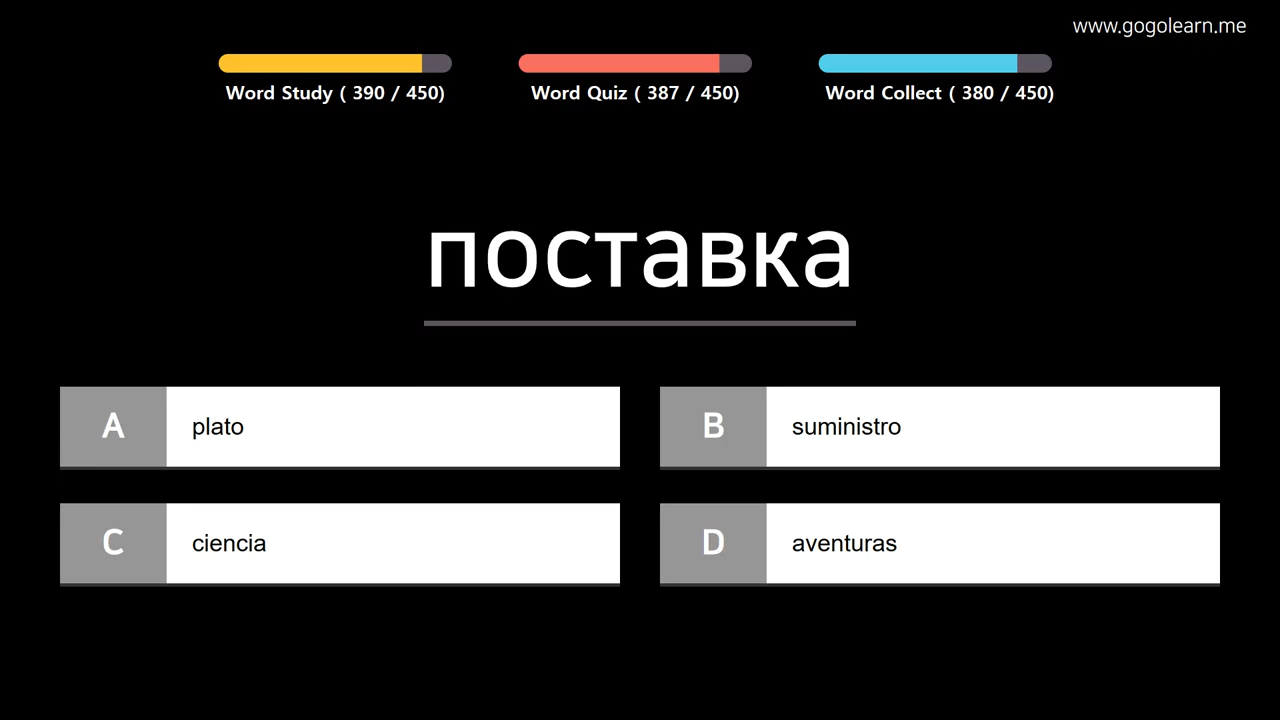 www.gogolearn.me
Word Study ( 390 / 450)
Word Quiz ( 387 / 450)
Word Collect ( 380 / 450)
поставка
A plato
B suministro
C ciencia
D aventuras